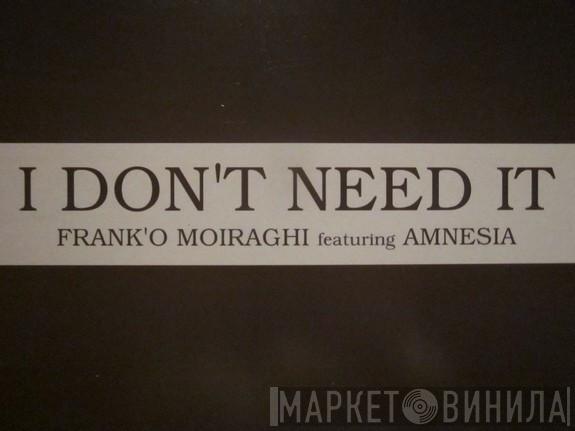 I DON'T NEED IT
FRANK'O MOIRAGHI featuring AMNESIA
МАРКЕТ ВИНИЛА